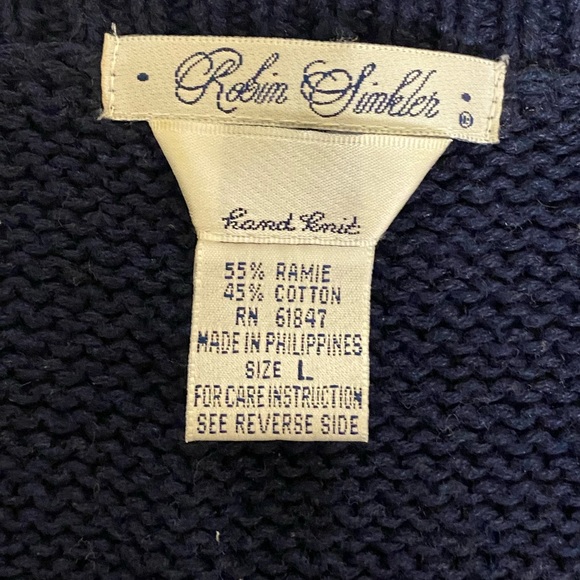 Robin Sinkler ®
hand knit
55% RAMIE
45% COTTON
RN 61847
MADE IN PHILIPPINES
SIZE L
FOR CARE INSTRUCTION
SEE REVERSE SIDE